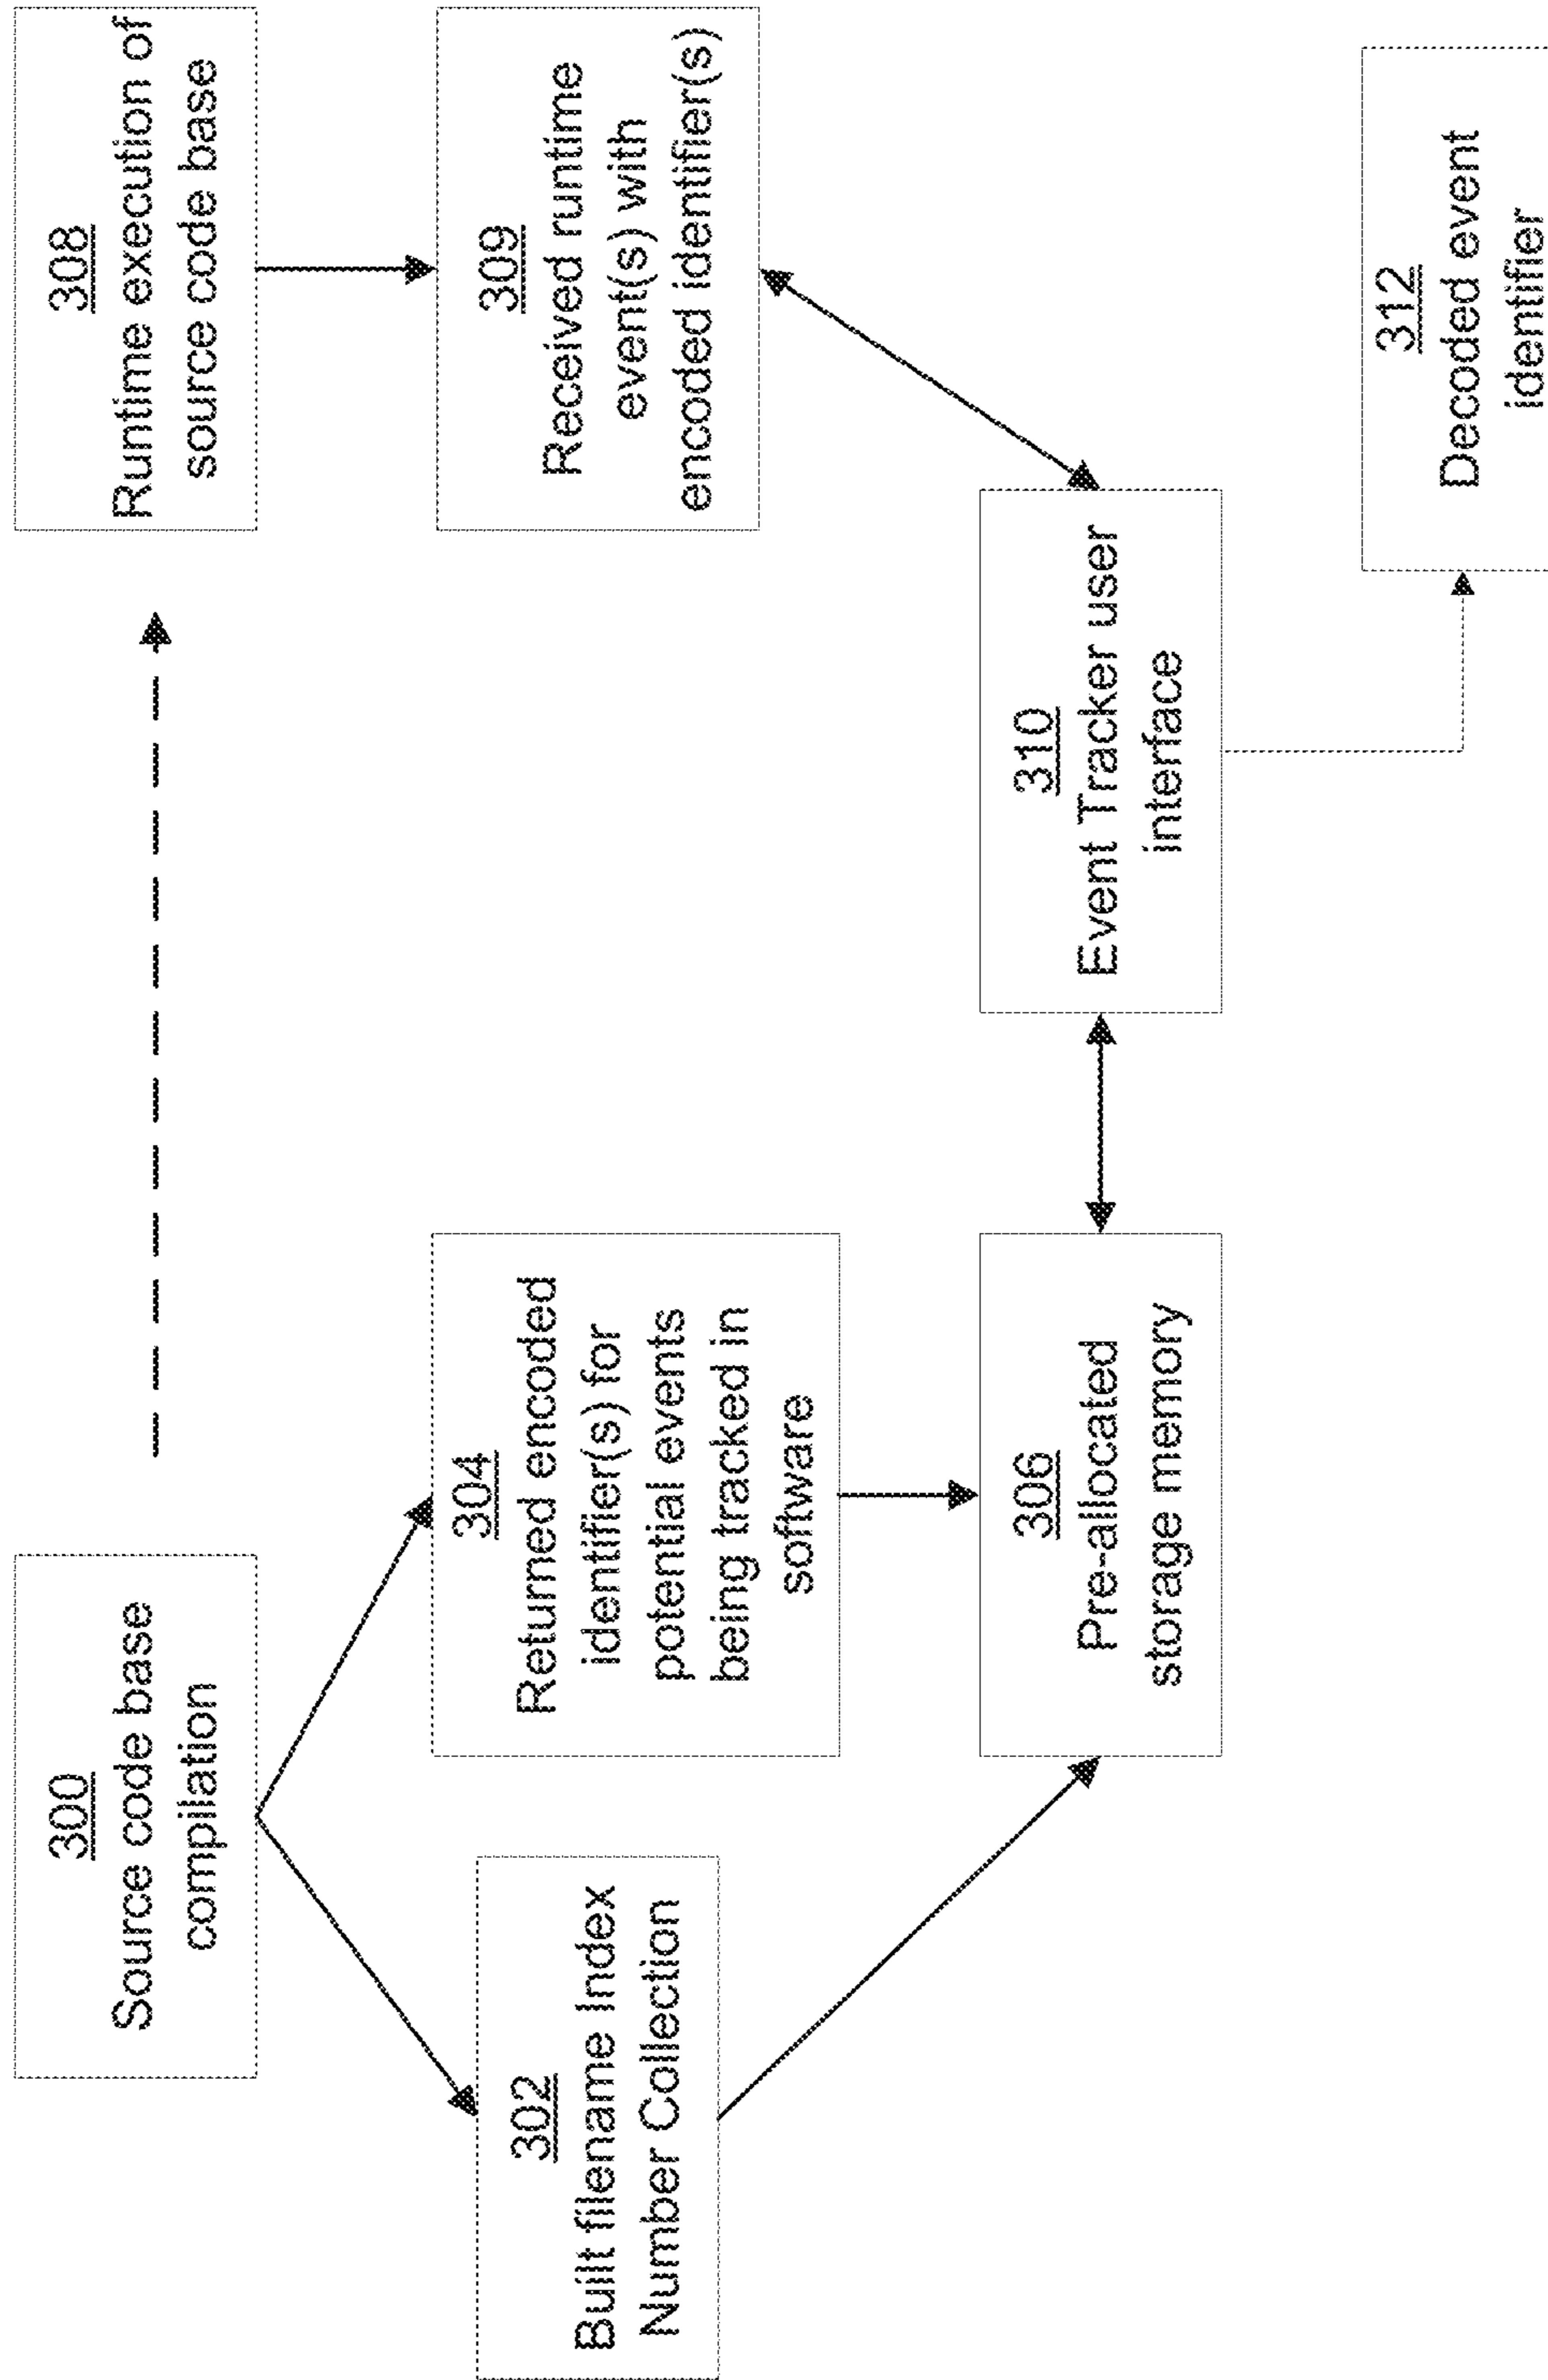 300
Source code base
compilation
302
Built filename Index
Number Collection
304
Returned encoded
identifier(s) for
potential events
being tracked in
software
306
Pre-allocated
storage memory
308
Runtime execution of
source code base
309
Received runtime
event(s) with
encoded identifier(s)
310
Event Tracker user
interface
312
Decoded event
identifier